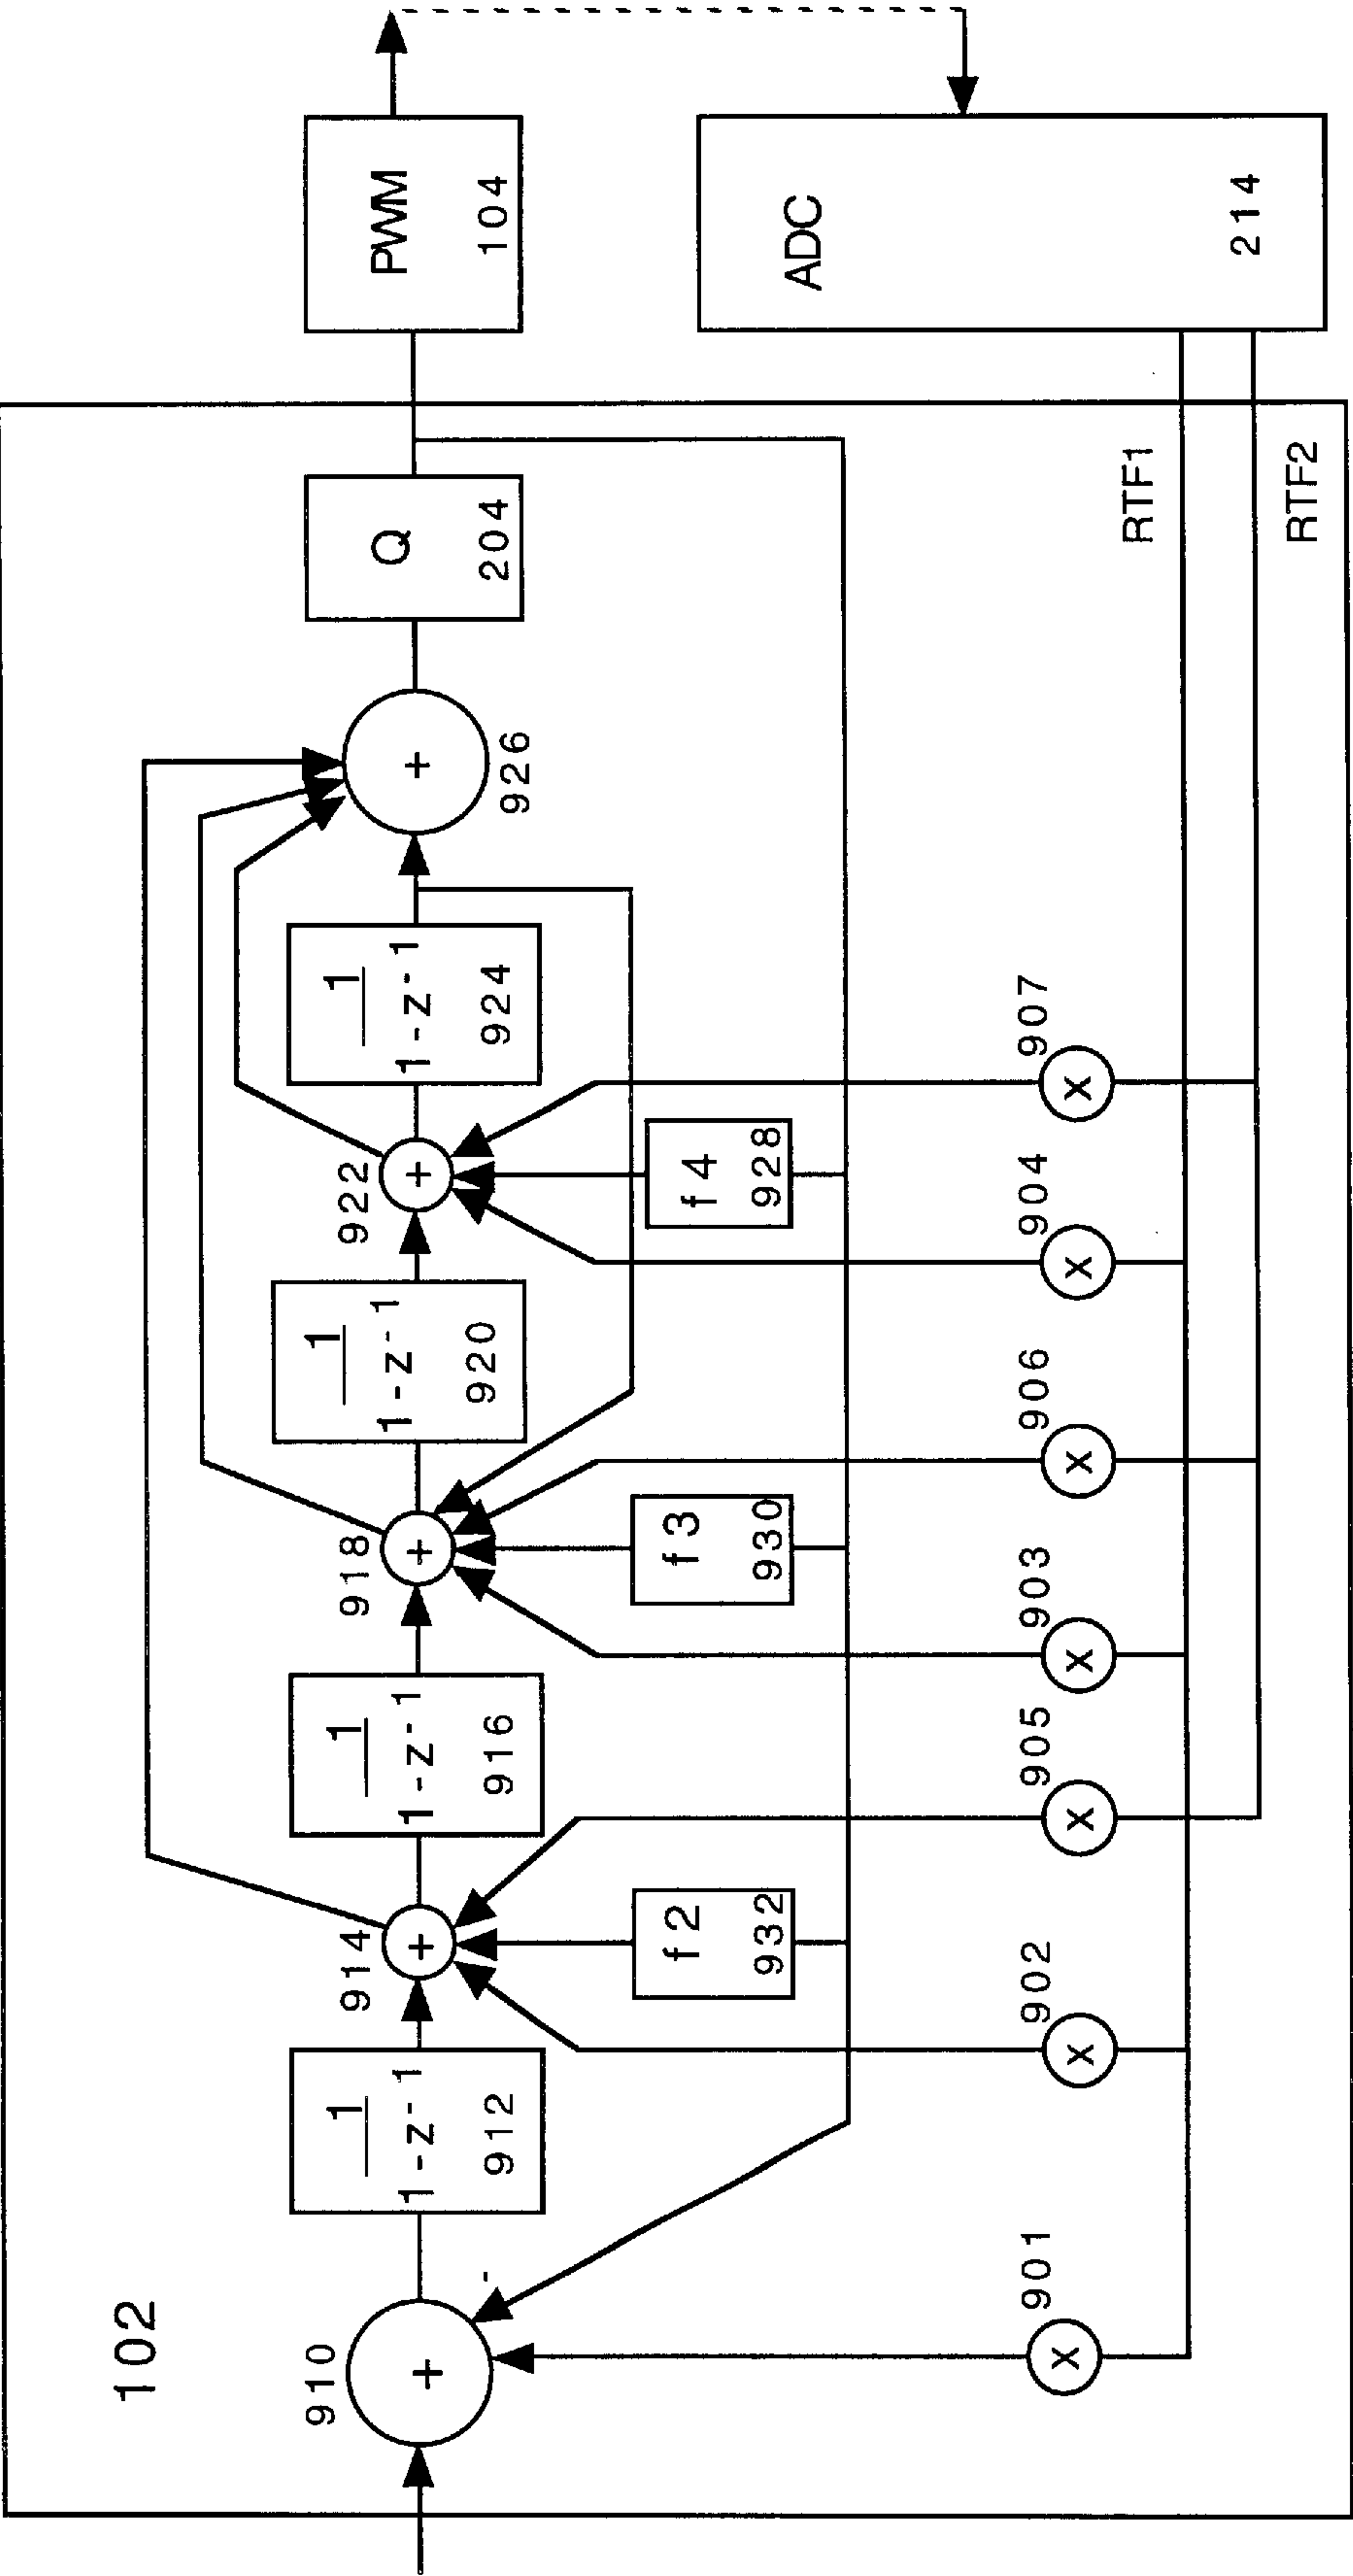 102
910
+
-
1
1-z-1
912
914
+
1
1-z-1
916
918
+
1
1-z-1
920
922
+
1
1-z-1
924
+
926
Q
204
PWM
104
f2
932
f3
930
f4
928
901
x
902
x
905
x
903
x
906
x
904
x
907
x
RTF1
RTF2
ADC
214